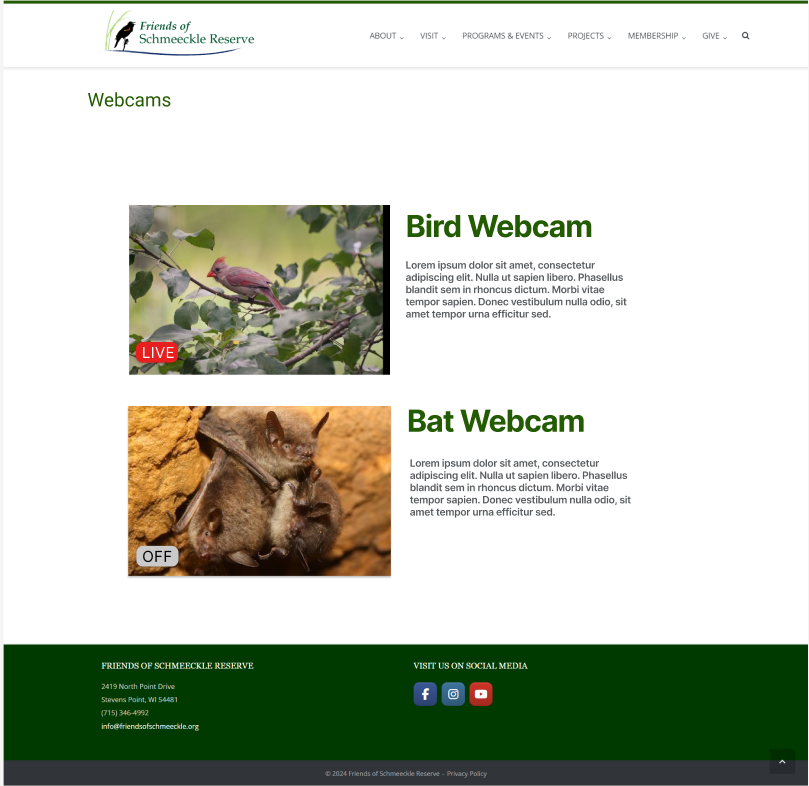 Friends of
Schmeeckle Reserve
ABOUT VISIT PROGRAMS & EVENTS PROJECTS MEMBERSHIP GIVE
Webcams
LIVE
Bird Webcam
Lorem ipsum dolor sit amet, consectetur
adipiscing elit. Nulla ut sapien libero. Phasellus
blandit sem in rhoncus dictum. Morbi vitae
tempor sapien. Donec vestibulum nulla odio, sit
amet tempor urna efficitur sed.
OFF
Bat Webcam
Lorem ipsum dolor sit amet, consectetur
adipiscing elit. Nulla ut sapien libero. Phasellus
blandit sem in rhoncus dictum. Morbi vitae
tempor sapien. Donec vestibulum nulla odio, sit
amet tempor urna efficitur sed.
FRIENDS OF SCHMEECKLE RESERVE
2419 North Point Drive
Stevens Point, WI 54481
(715) 346-4992
info@friendsofschmeeckle.org
VISIT US ON SOCIAL MEDIA
© 2024 Friends of Schmeeckle Reserve - Privacy Policy